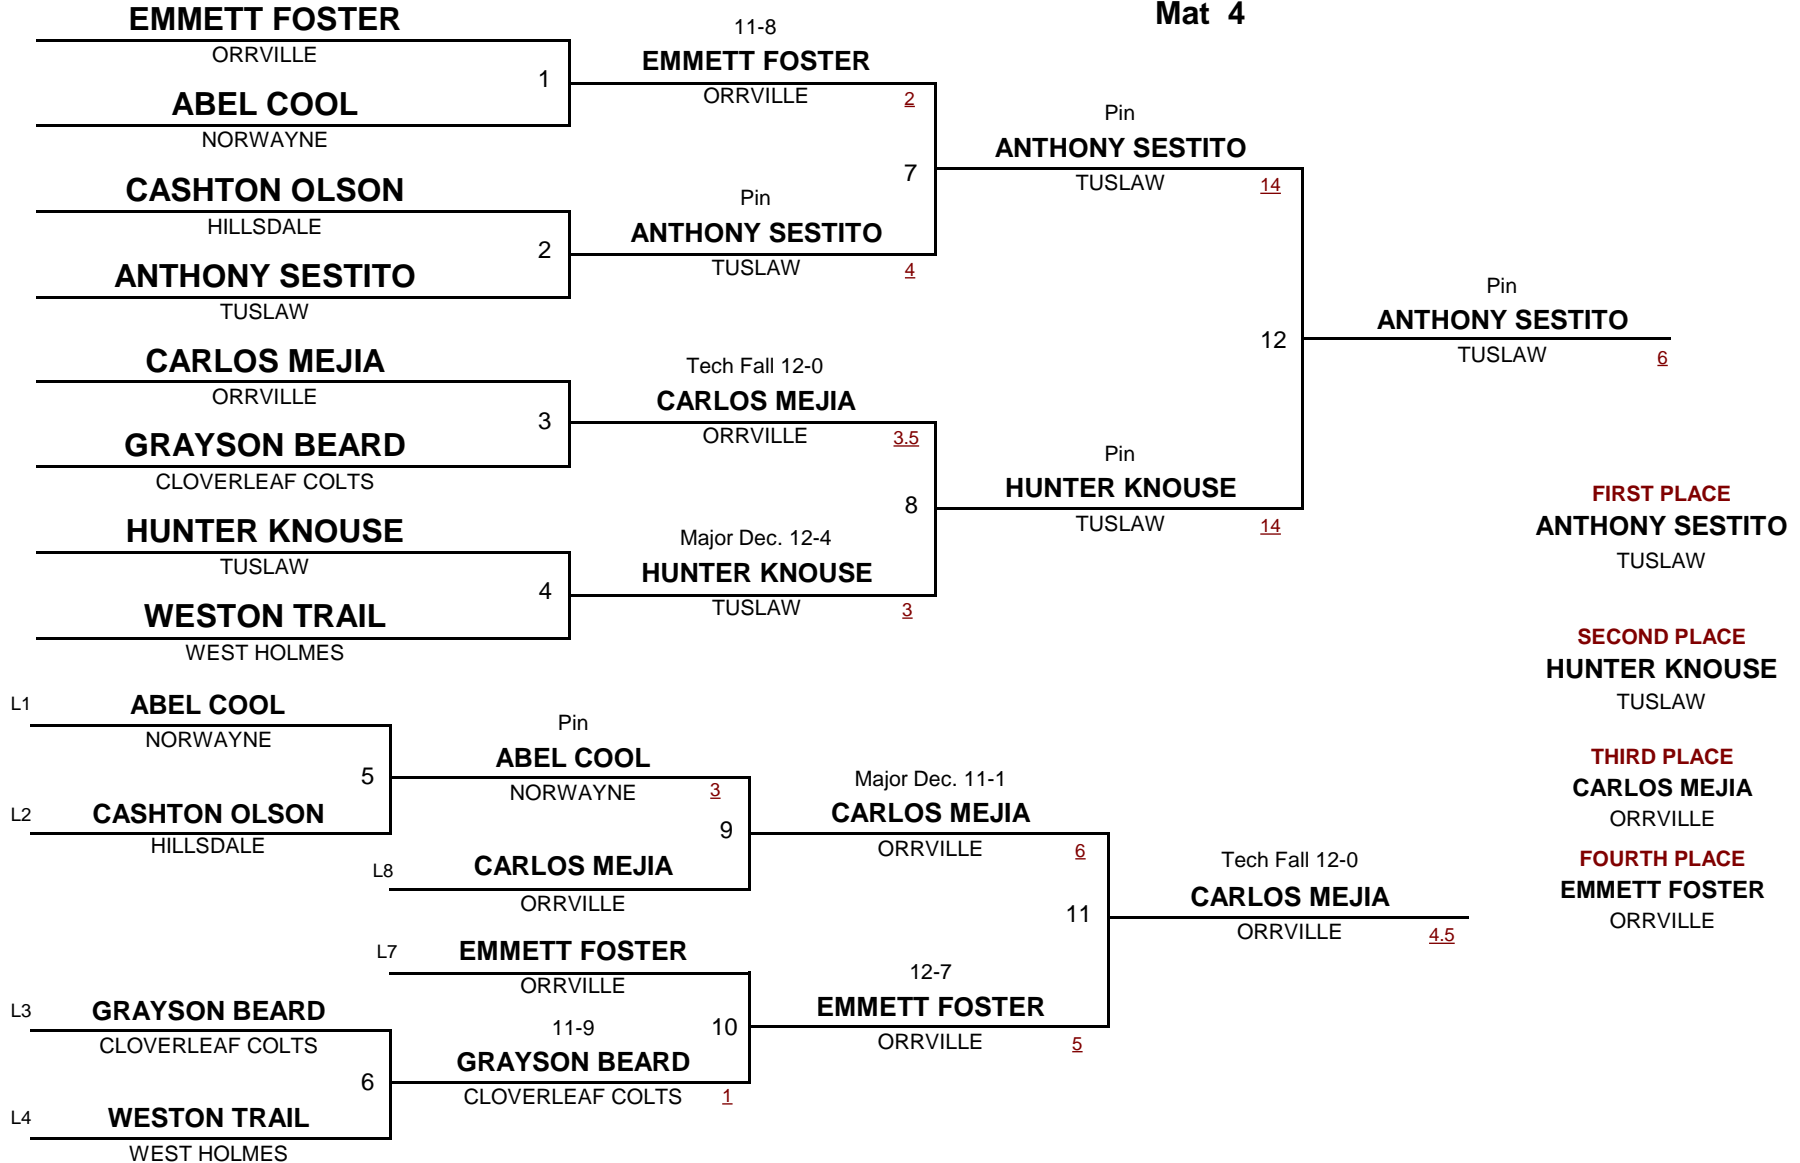 Mat 4
EMMETT FOSTER
ORRVILLE
1
ABEL COOL
NORWAYNE
CASHTON OLSON
HILLSDALE
2
ANTHONY SESTITO
TUSLAW
CARLOS MEJIA
ORRVILLE
3
GRAYSON BEARD
CLOVERLEAF COLTS
HUNTER KNOUSE
TUSLAW
4
WESTON TRAIL
WEST HOLMES
11-8
EMMETT FOSTER
ORRVILLE 2
7
Pin
ANTHONY SESTITO
TUSLAW 4
Tech Fall 12-0
CARLOS MEJIA
ORRVILLE 3.5
8
Major Dec. 12-4
HUNTER KNOUSE
TUSLAW 3
Pin
ANTHONY SESTITO
TUSLAW 14
12
Pin
HUNTER KNOUSE
TUSLAW 14
Pin
ANTHONY SESTITO
TUSLAW 6
L1 ABEL COOL
NORWAYNE
5
L2 CASHTON OLSON
HILLSDALE
Pin
ABEL COOL
NORWAYNE 3
9
L8 CARLOS MEJIA
ORRVILLE
L7 EMMETT FOSTER
ORRVILLE
10
L3 GRAYSON BEARD
CLOVERLEAF COLTS
6
L4 WESTON TRAIL
WEST HOLMES
11-9
GRAYSON BEARD
CLOVERLEAF COLTS 1
Major Dec. 11-1
CARLOS MEJIA
ORRVILLE 6
11
12-7
EMMETT FOSTER
ORRVILLE 5
Tech Fall 12-0
CARLOS MEJIA
ORRVILLE 4.5
FIRST PLACE
ANTHONY SESTITO
TUSLAW
SECOND PLACE
HUNTER KNOUSE
TUSLAW
THIRD PLACE
CARLOS MEJIA
ORRVILLE
FOURTH PLACE
EMMETT FOSTER
ORRVILLE